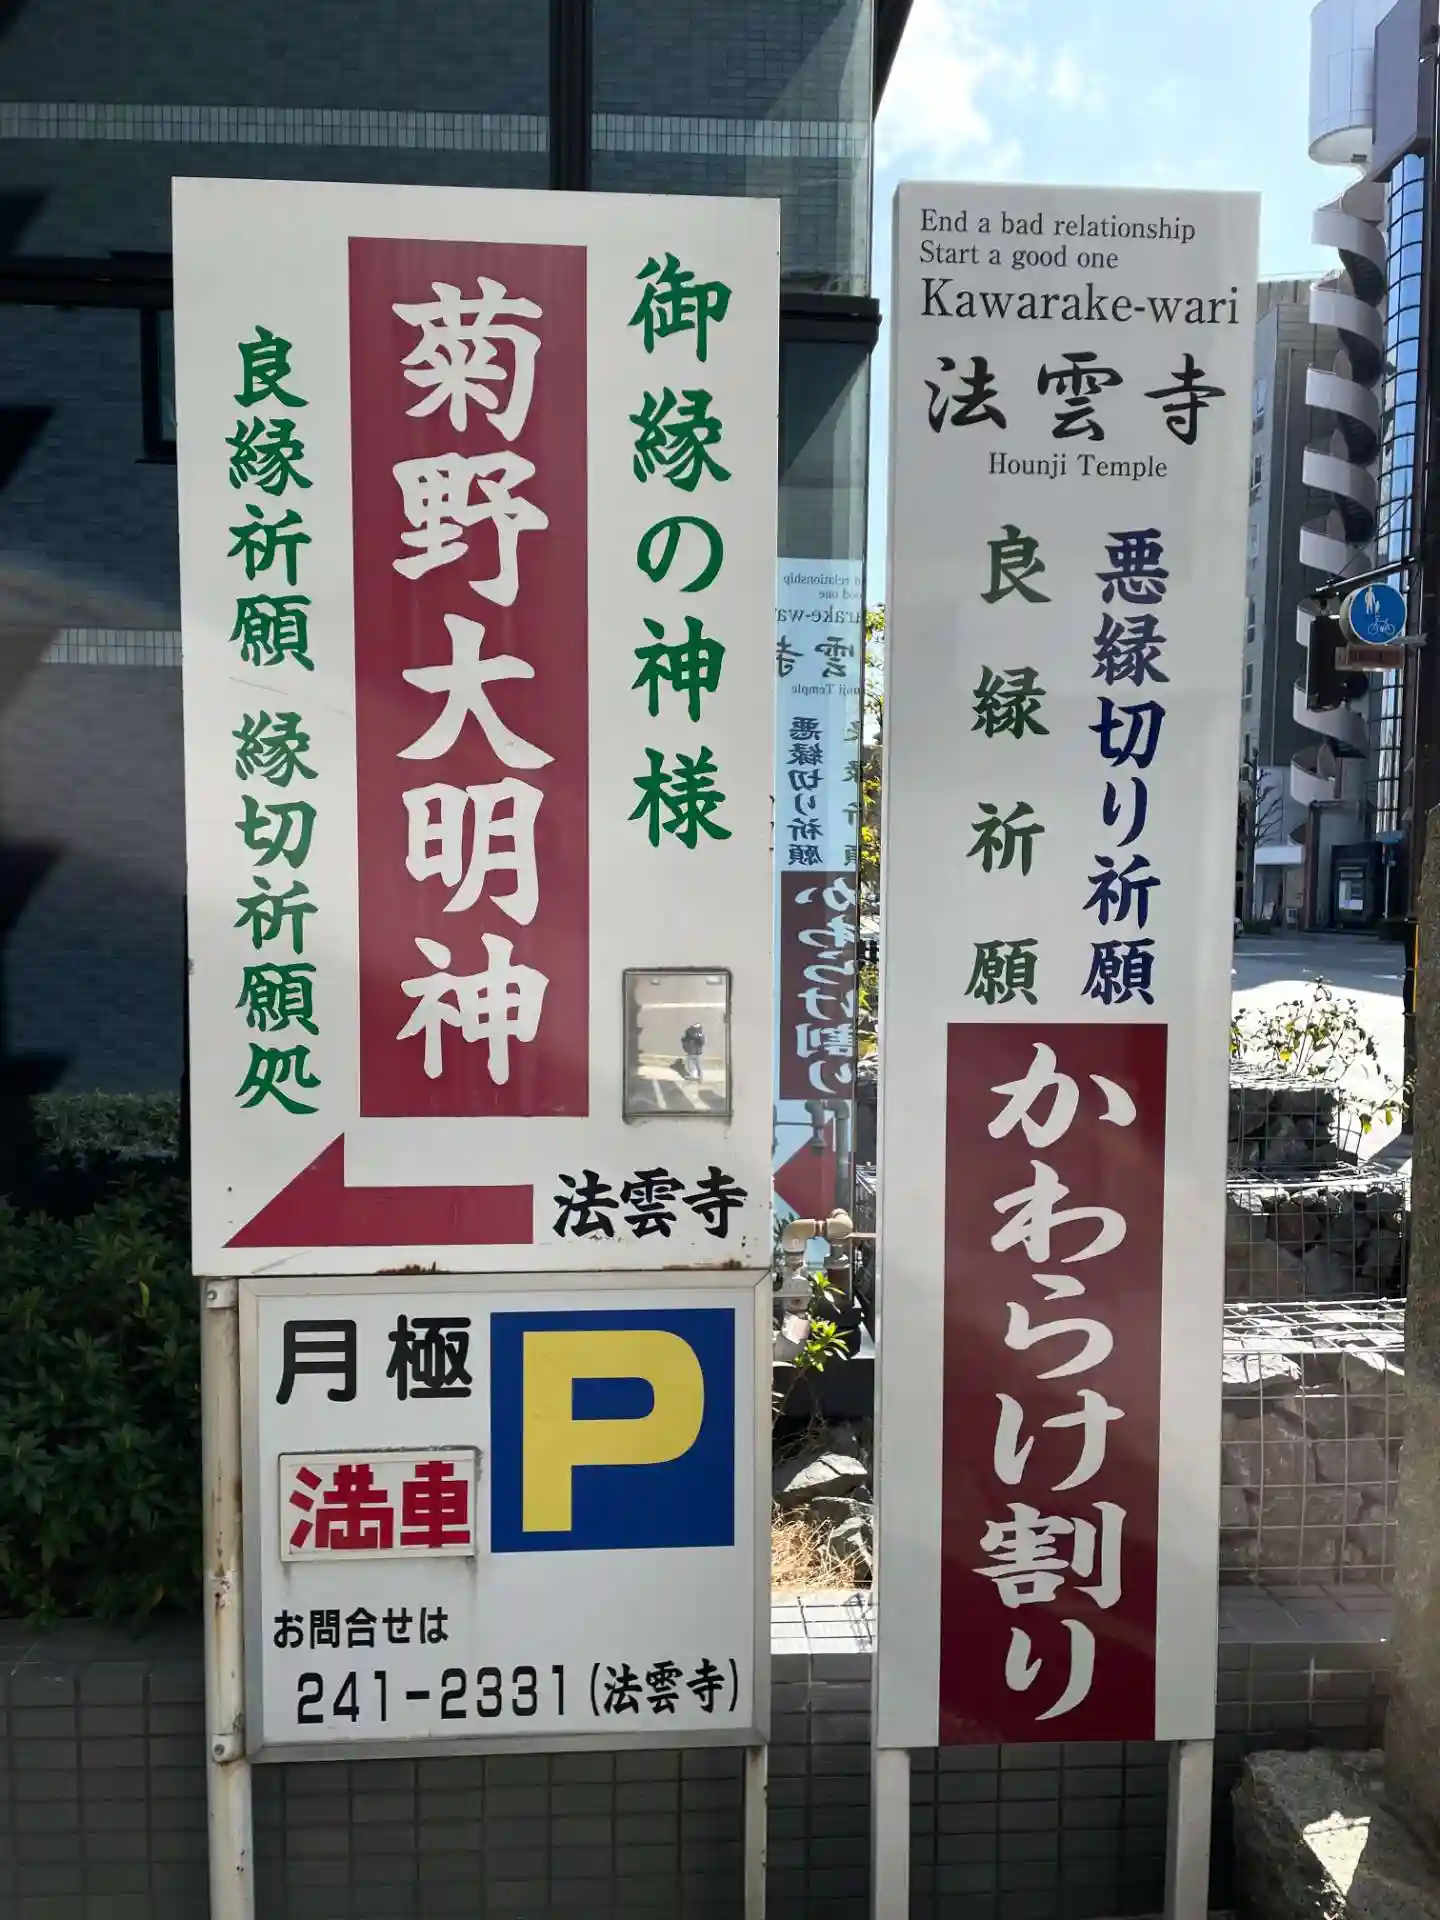 御縁の神様
菊野大明神
良縁祈願 縁切祈願処
法雲寺
月極
P
満車
お問合せは
241-2331(法雲寺)
End a bad relationship
Start a good one
Kawarake-wari
法雲寺
Hounji Temple
悪縁切り祈願
良縁祈願
かわらけ割り